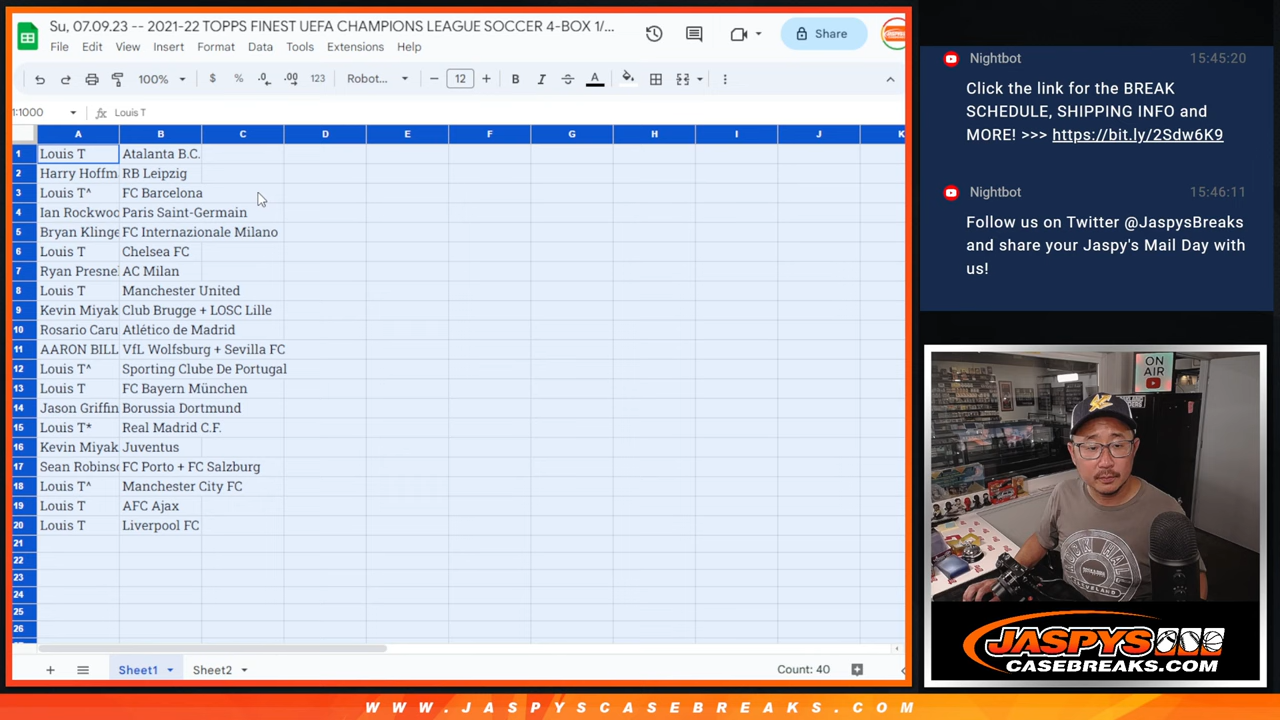 Su, 07.09.23 -- 2021-22 TOPPS FINEST UEFA CHAMPIONS LEAGUE SOCCER 4-BOX 1/...
Share
File Edit View Insert Format Data Tools Extensions Help
100% $ % .0 .00 123 Robot... - 12 + B I S A
1:1000 fx Louis T
A B C D E F G H I J K
1 Louis T Atalanta B.C.
2 Harry Hoffm RB Leipzig
3 Louis T^ FC Barcelona
4 Ian Rockwoo Paris Saint-Germain
5 Bryan Klinge FC Internazionale Milano
6 Louis T Chelsea FC
7 Ryan Presne AC Milan
8 Louis T Manchester United
9 Kevin Miyak Club Brugge + LOSC Lille
10 Rosario Caru Atlético de Madrid
11 AARON BILL VfL Wolfsburg + Sevilla FC
12 Louis T^ Sporting Clube De Portugal
13 Louis T FC Bayern München
14 Jason Griffin Borussia Dortmund
15 Louis T* Real Madrid C.F.
16 Kevin Miyak Juventus
17 Sean Robins FC Porto + FC Salzburg
18 Louis T^ Manchester City FC
19 Louis T AFC Ajax
20 Louis T Liverpool FC
21
22
23
24
25
26
+ Sheet1 Sheet2 Count: 40
Nightbot 15:45:20
Click the link for the BREAK
SCHEDULE, SHIPPING INFO and
MORE! >>> https://bit.ly/2Sdw6K9
Nightbot 15:46:11
Follow us on Twitter @JaspysBreaks
and share your Jaspy's Mail Day with
us!
ON
AIR
CLEVELAND
JASPYS
CASEBREAKS.COM
WWW.JASPYSCASEBREAKS.COM